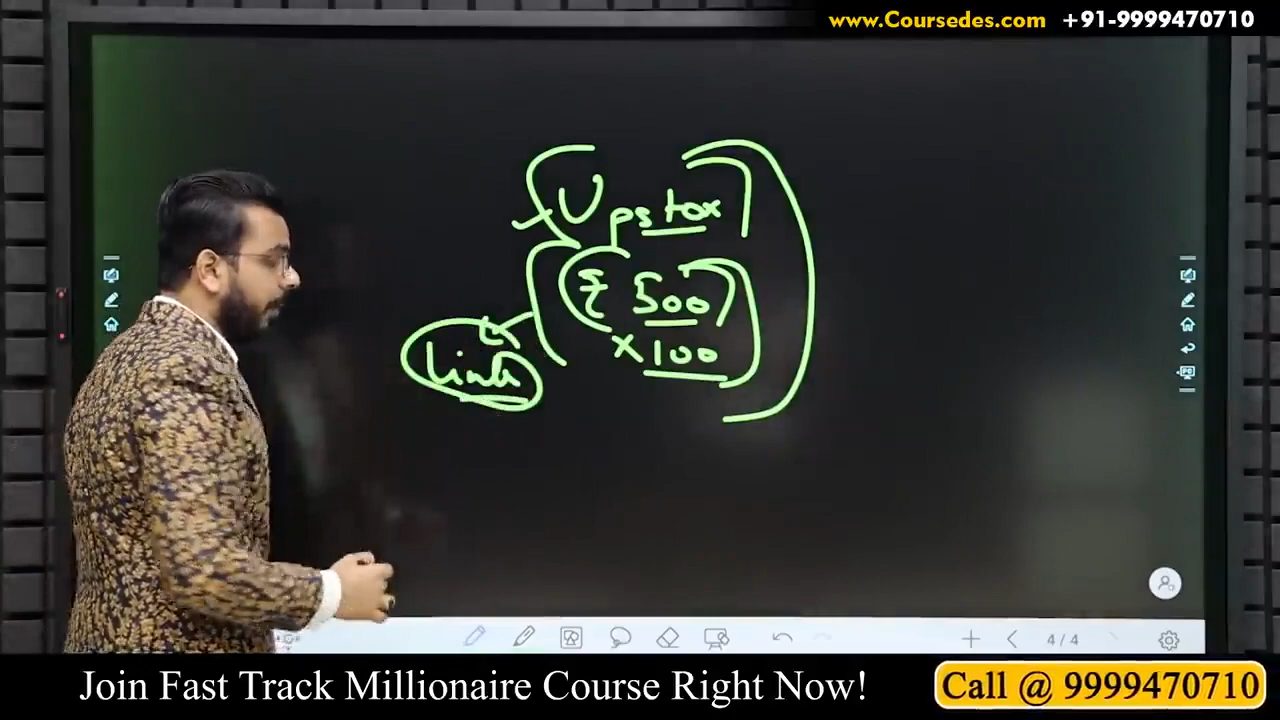 www.Coursedes.com +91-9999470710
Upstox
₹ 500
× 100
Link
4/4
Join Fast Track Millionaire Course Right Now!
Call @ 9999470710